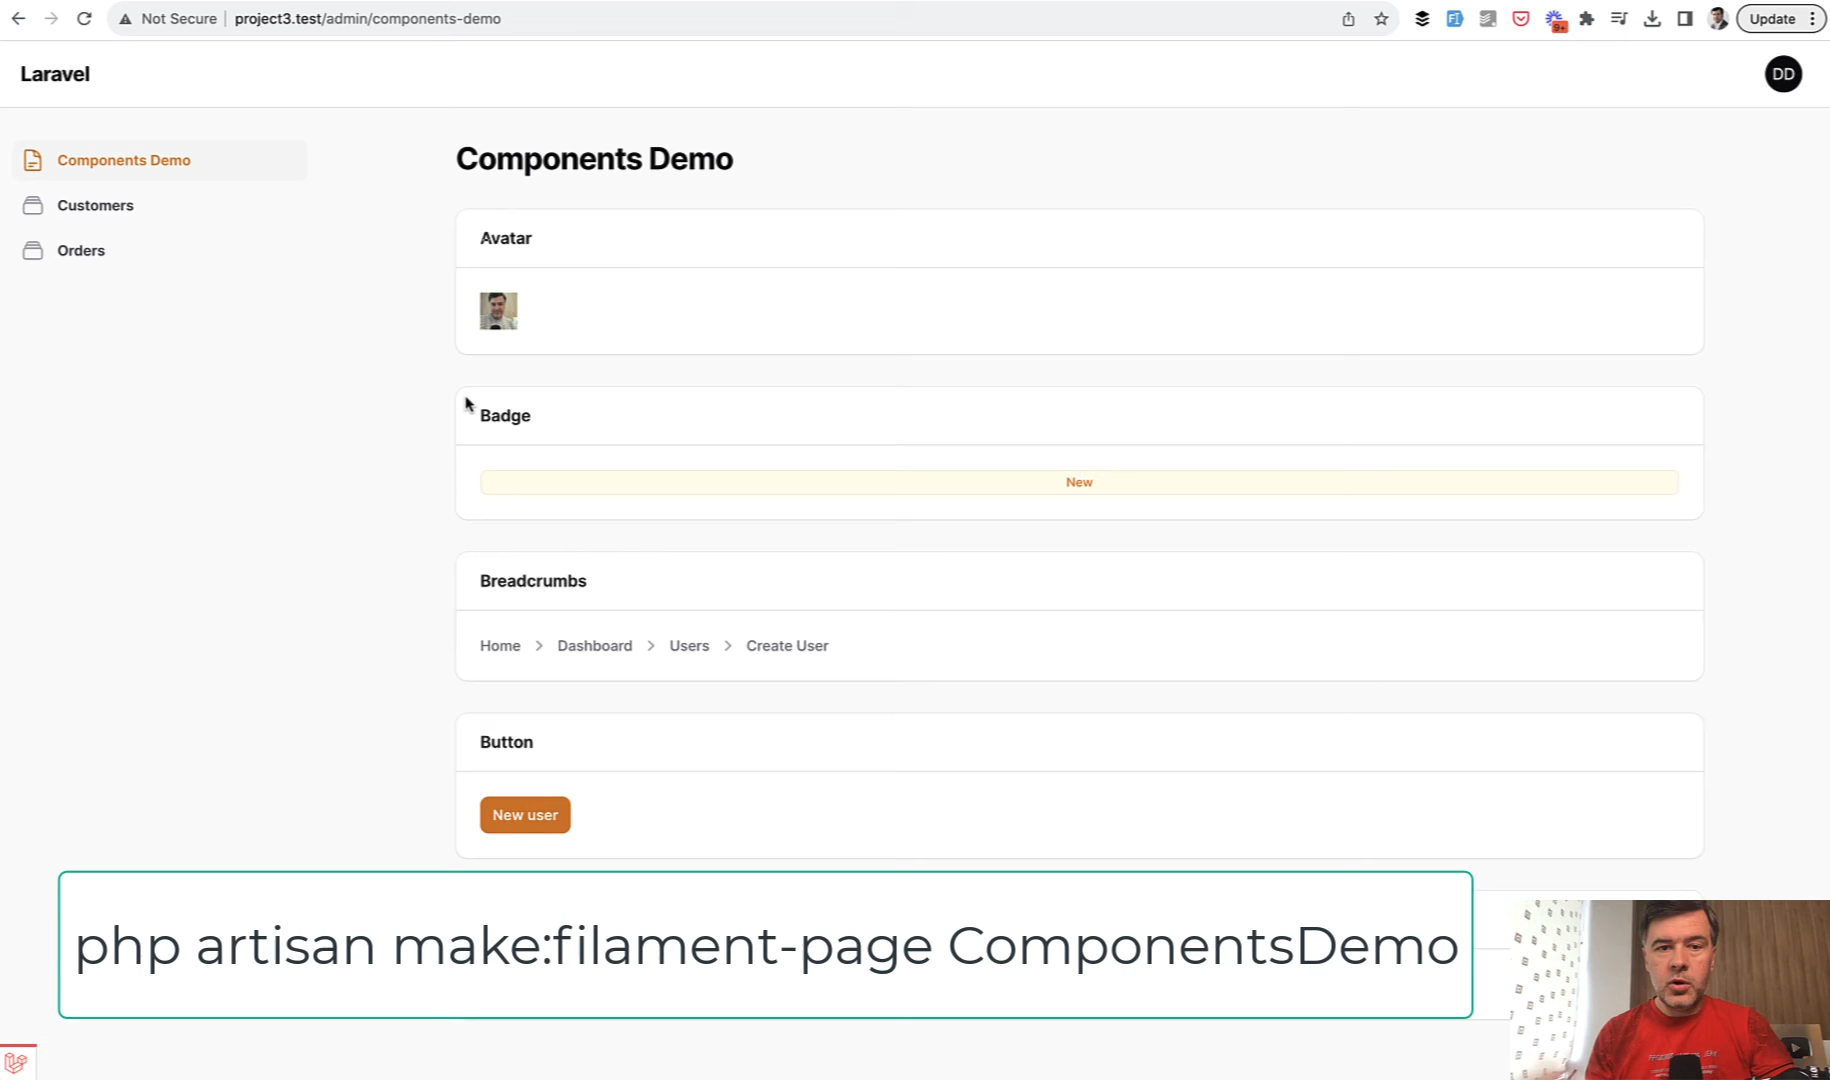 Not Secure | project3.test/admin/components-demo
9+
Update
Laravel
DD
Components Demo
Customers
Orders
Components Demo
Avatar
Badge
New
Breadcrumbs
Home > Dashboard > Users > Create User
Button
New user
php artisan make:filament-page ComponentsDemo